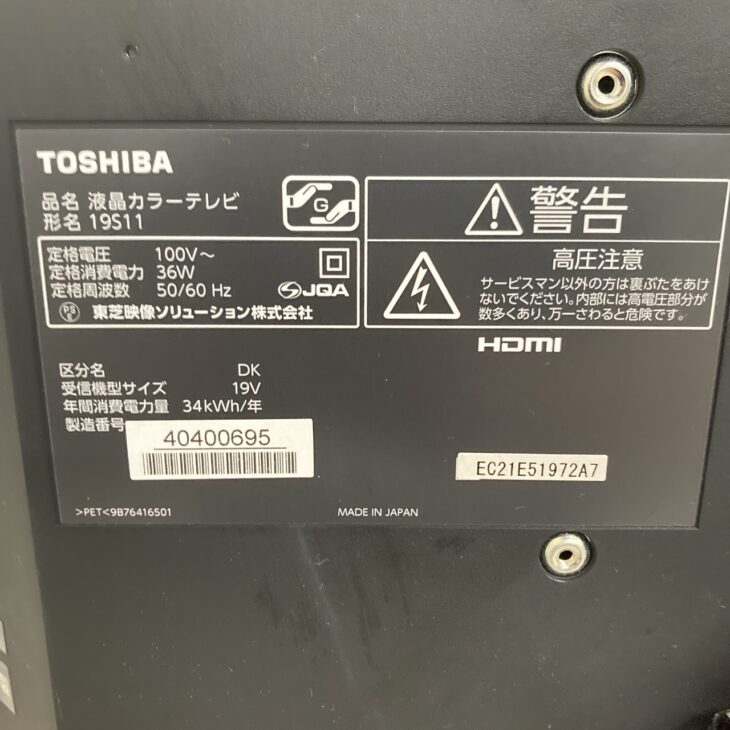 TOSHIBA
品名 液晶カラーテレビ
形名 19S11
G
定格電圧 100V～
定格消費電力 36W
定格周波数 50/60 Hz
JQA
PS
E
東芝映像ソリューション株式会社
警告
高圧注意
サービスマン以外の方は裏ぶたをあけ
ないでください。内部には高電圧部分が
数多くあり、万一さわると危険です。
HDMI
区分名 DK
受信機型サイズ 19V
年間消費電力量 34kWh/年
製造番号
40400695
EC21E51972A7
>PET<9B76416501
MADE IN JAPAN